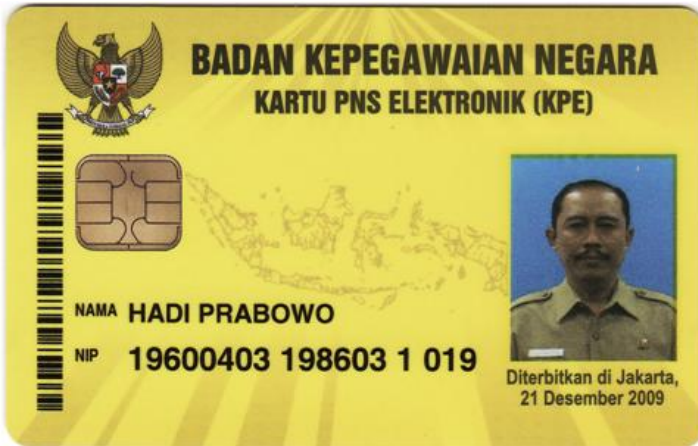 BADAN KEPEGAWAIAN NEGARA
KARTU PNS ELEKTRONIK (KPE)
NAMA HADI PRABOWO
NIP 19600403 198603 1 019
Diterbitkan di Jakarta,
21 Desember 2009